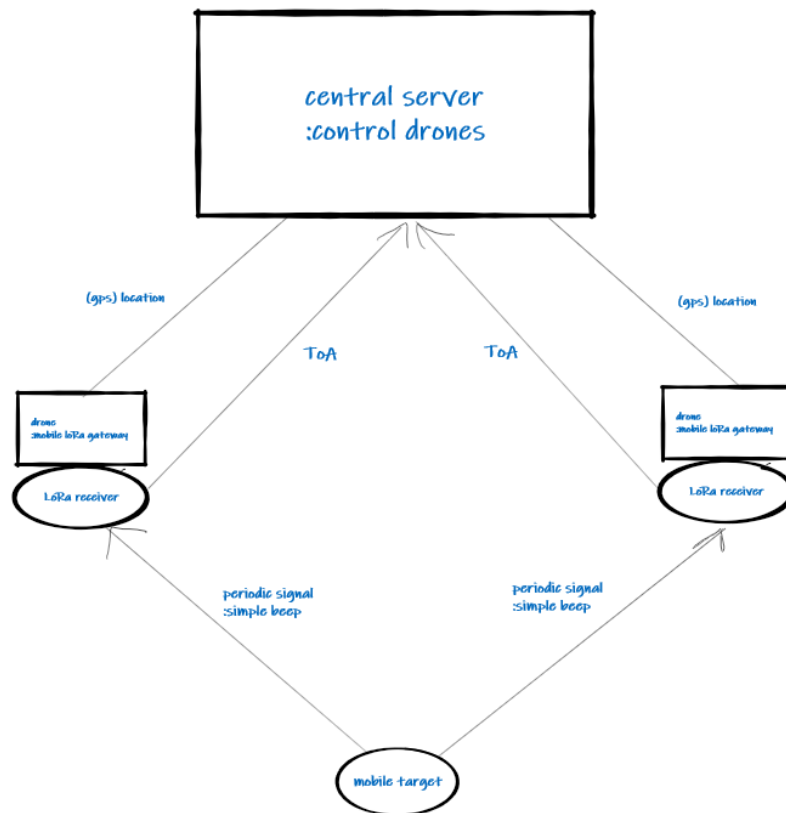 central server
:control drones
(gps) location
(gps) location
ToA
ToA
drone
:mobile loRa gateway
drone
:mobile loRa gateway
LoRa receiver
LoRa receiver
periodic signal
:simple beep
periodic signal
:simple beep
mobile target